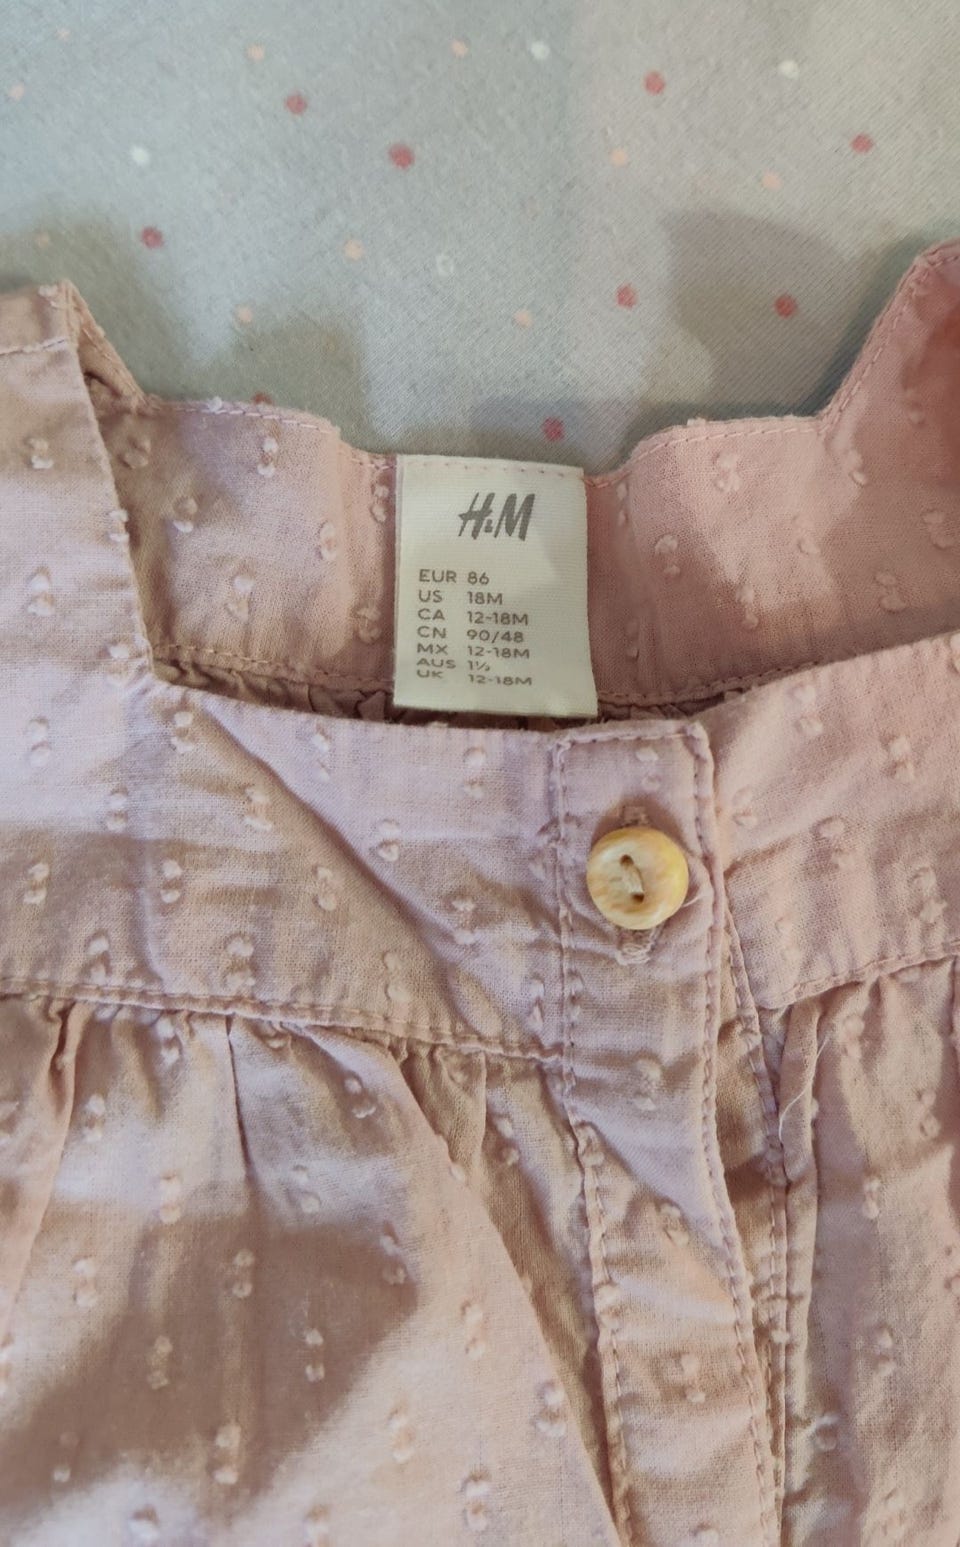 H&M
EUR 86
US 18M
CA 12-18M
CN 90/48
MX 12-18M
AUS 1½
UK 12-18M